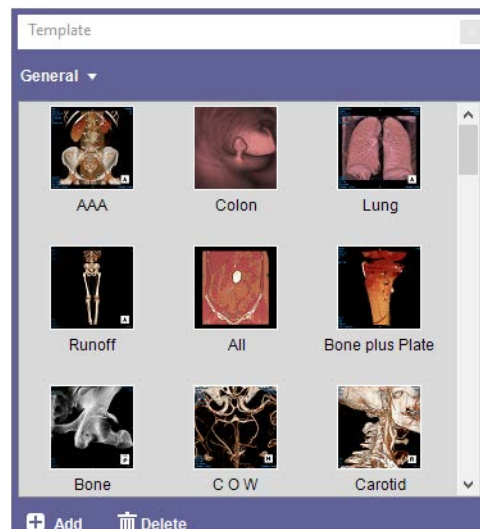 Template
General
AAA Colon Lung
Runoff All Bone plus Plate
Bone C O W Carotid
Add Delete